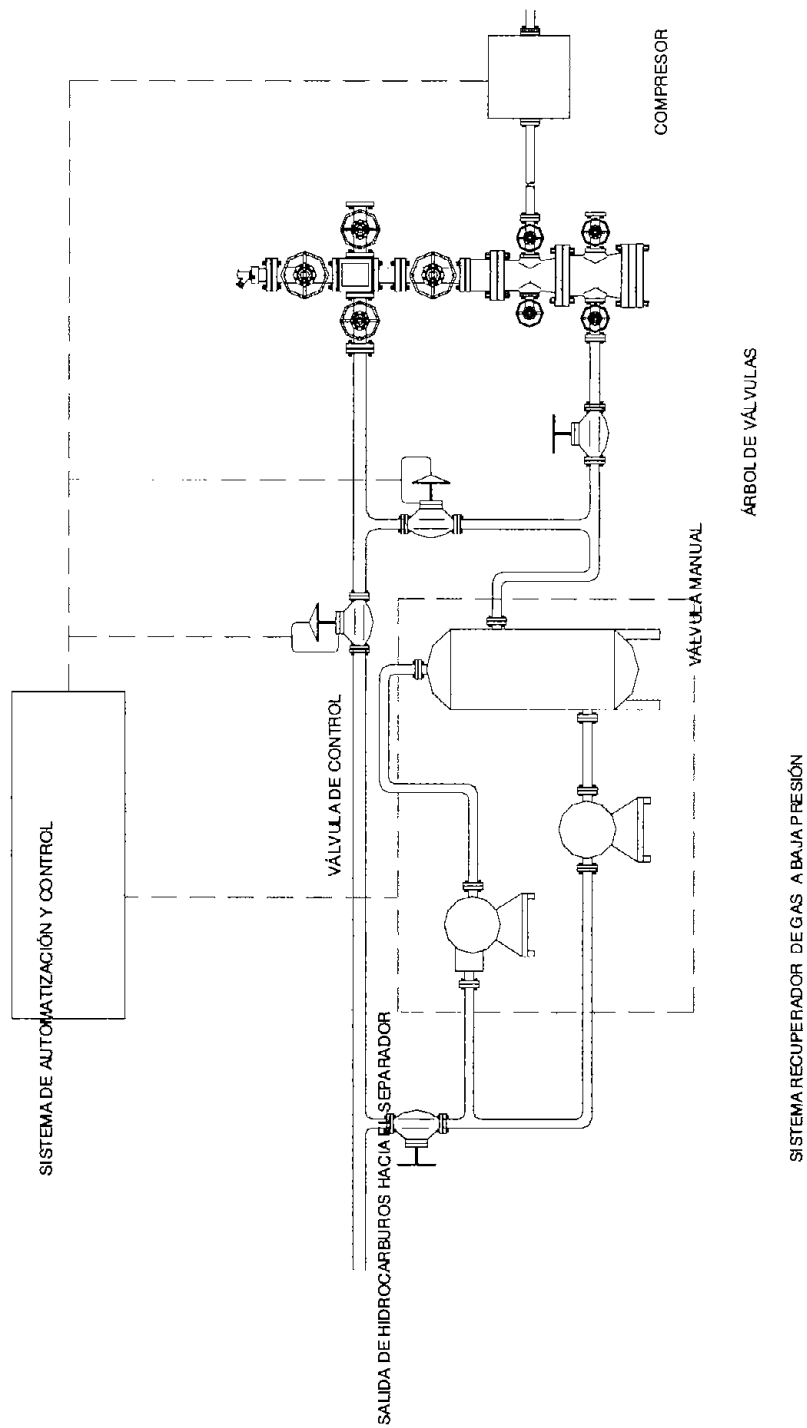 SISTEMA DE AUTOMATIZACIÓN Y CONTROL
VÁLVULA DE CONTROL
SALIDA DE HIDROCARBUROS HACIA EL SEPARADOR
COMPRESOR
VÁLVULA MANUAL
ÁRBOL DE VÁLVULAS
SISTEMA RECUPERADOR DE GAS A BAJA PRESIÓN